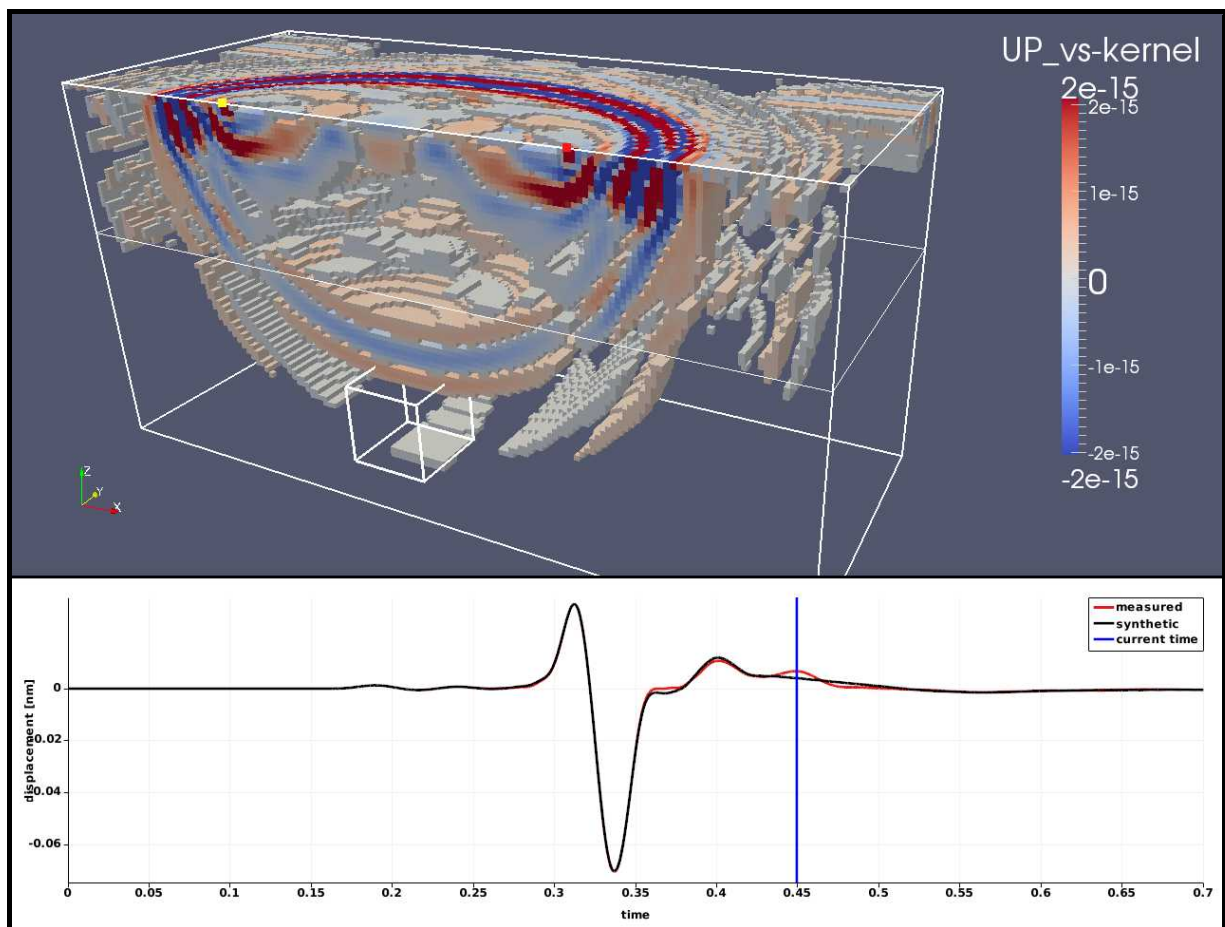 UP_vs-kernel
2e-15
2e-15
1e-15
0
-1e-15
-2e-15
-2e-15
Z
Y
X
measured
synthetic
current time
displacement [nm]
0
-0.02
-0.04
-0.06
0 0.05 0.1 0.15 0.2 0.25 0.3 0.35 0.4 0.45 0.5 0.55 0.6 0.65 0.7
time